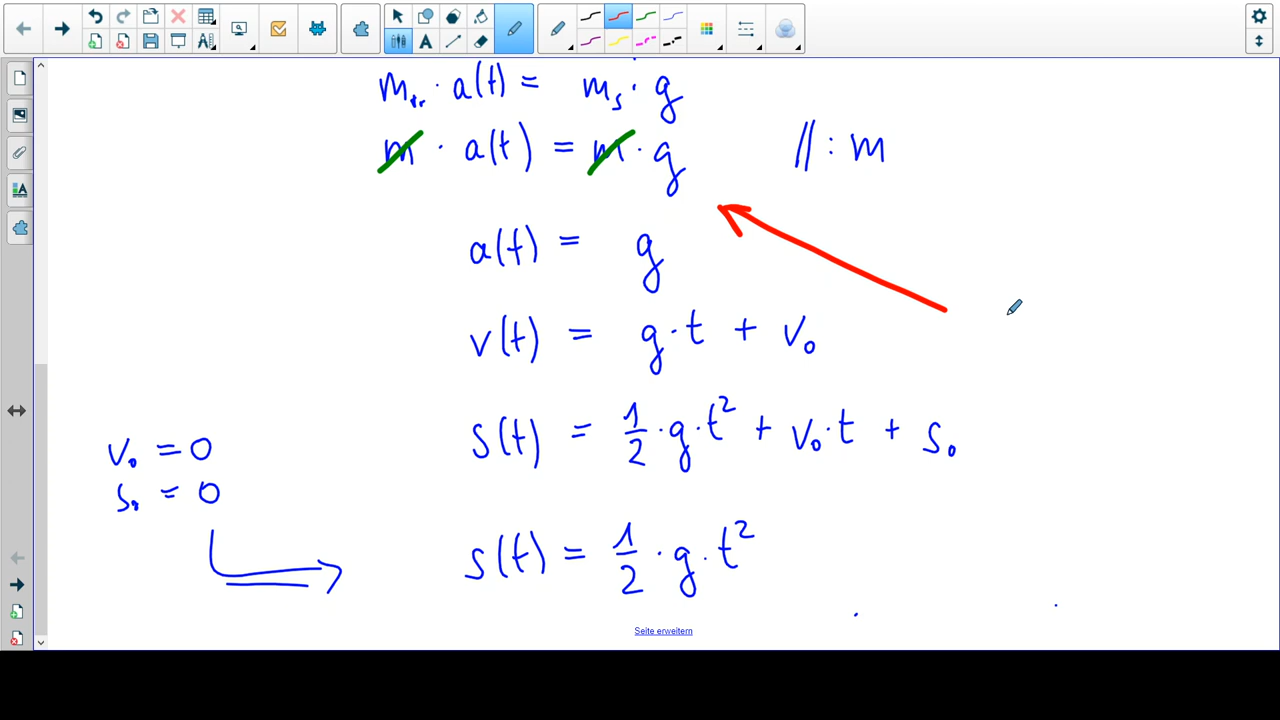 m_tr · a(t) = m_s · g
m · a(t) = m · g // : m
a(t) = g
v(t) = g · t + v₀
s(t) = 1/2 · g · t² + v₀ · t + s₀
v₀ = 0
s₀ = 0
s(t) = 1/2 · g · t²
Seite erweitern